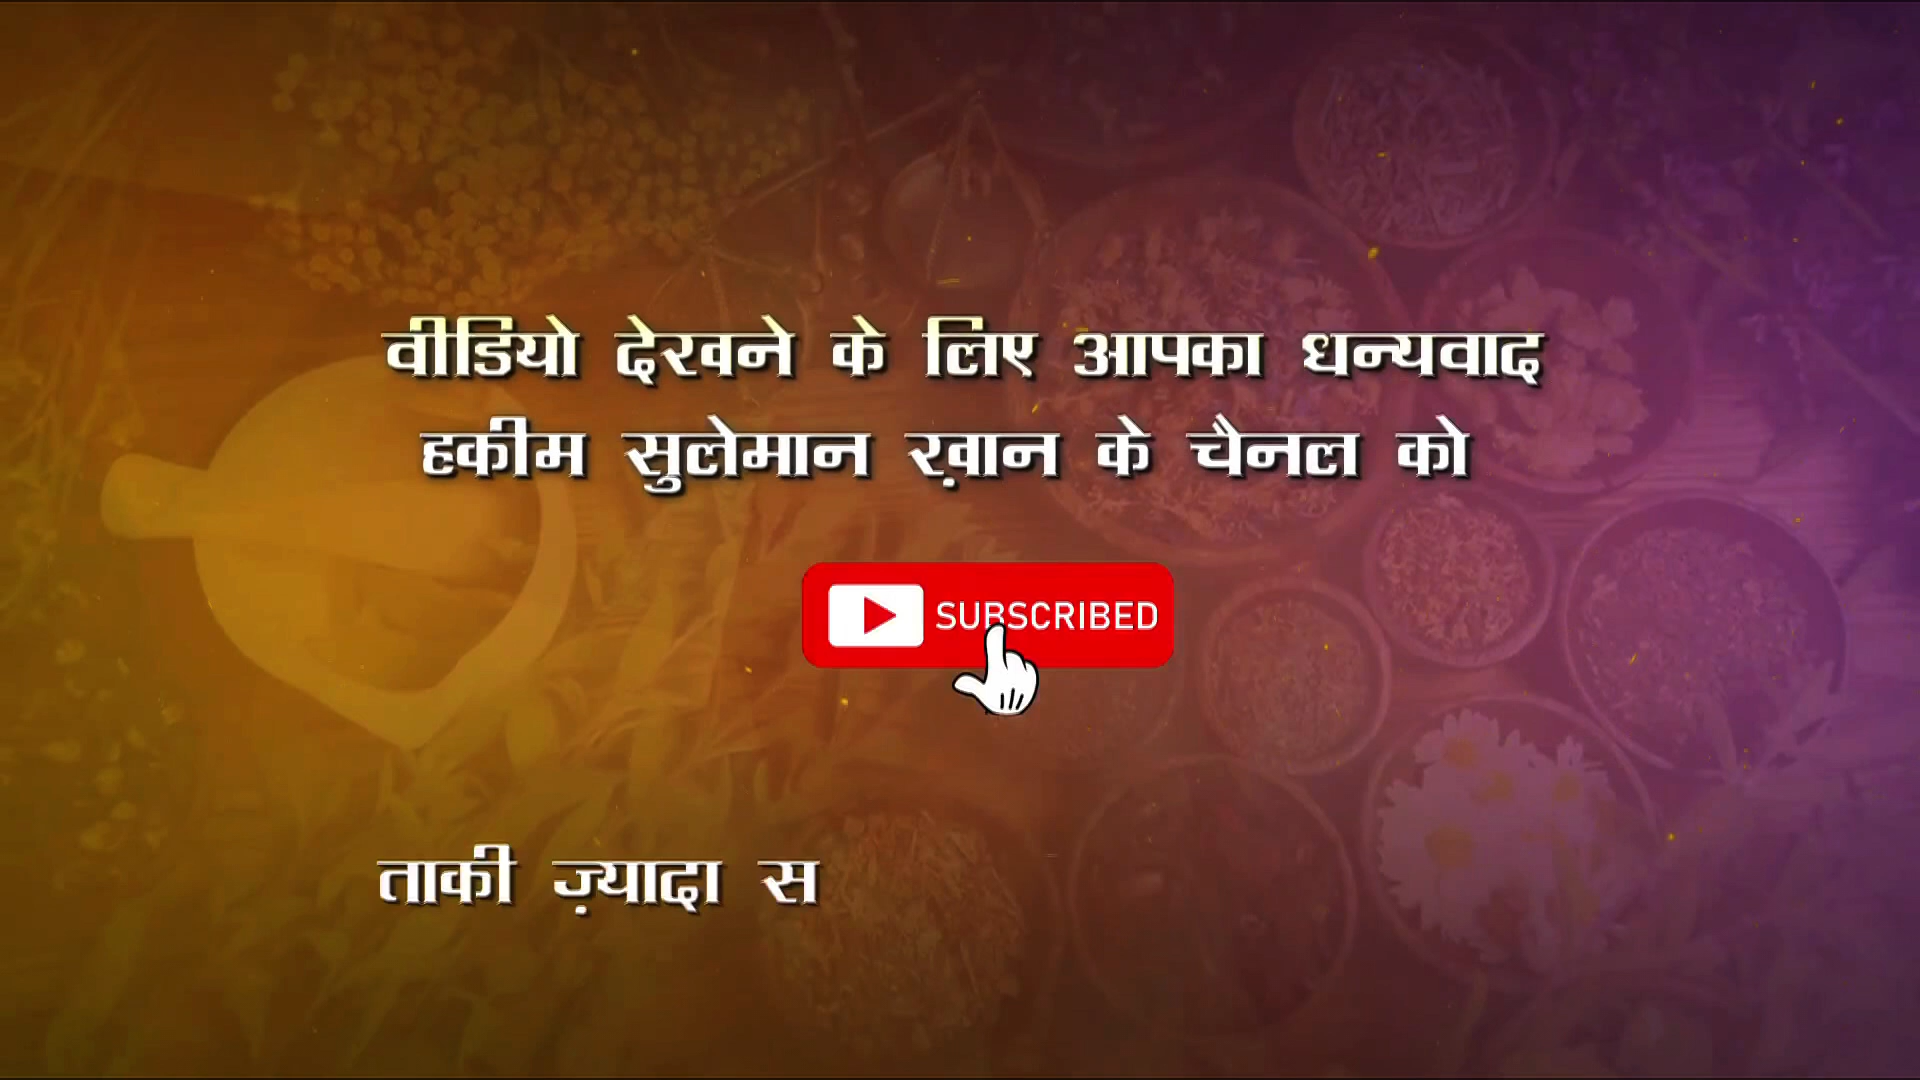 वीडियो देखने के लिए आपका धन्यवाद
हकीम सुलेमान ख़ान के चैनल को
SUBSCRIBED
ताकी ज़्यादा स